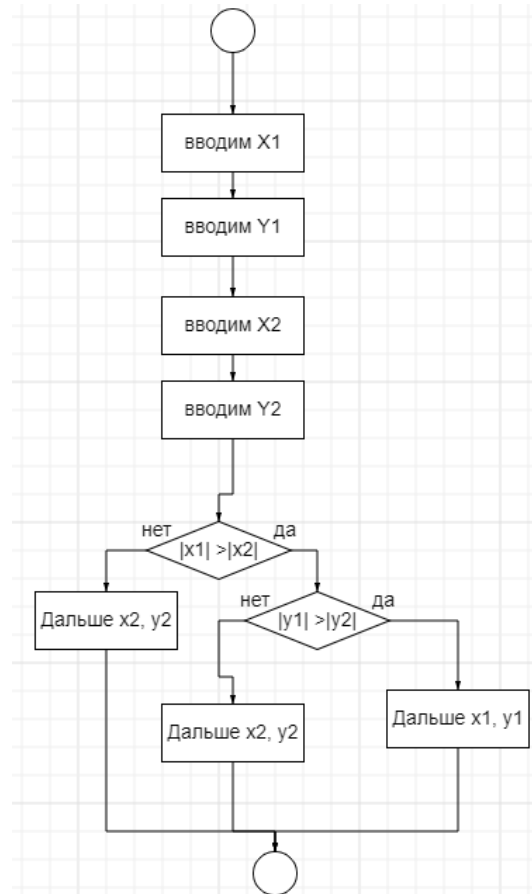 вводим X1
вводим Y1
вводим X2
вводим Y2
нет
да
|x1| >|x2|
нет
да
Дальше x2, y2
|y1| >|y2|
Дальше x2, y2
Дальше x1, y1